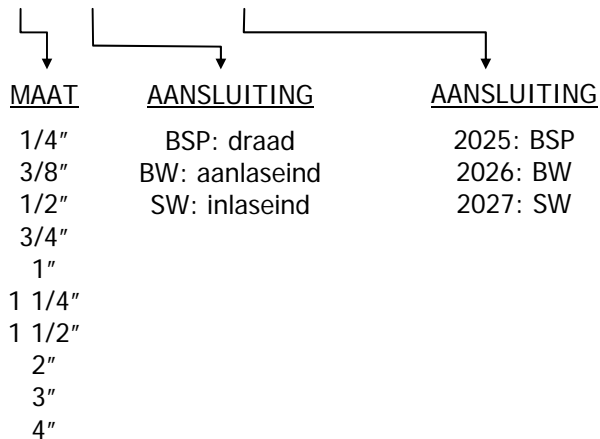 MAAT AANSLUITING AANSLUITING
1/4" BSP: draad 2025: BSP
3/8" BW: aanlaseind 2026: BW
1/2" SW: inlaseind 2027: SW
3/4"
1"
1 1/4"
1 1/2"
2"
3"
4"